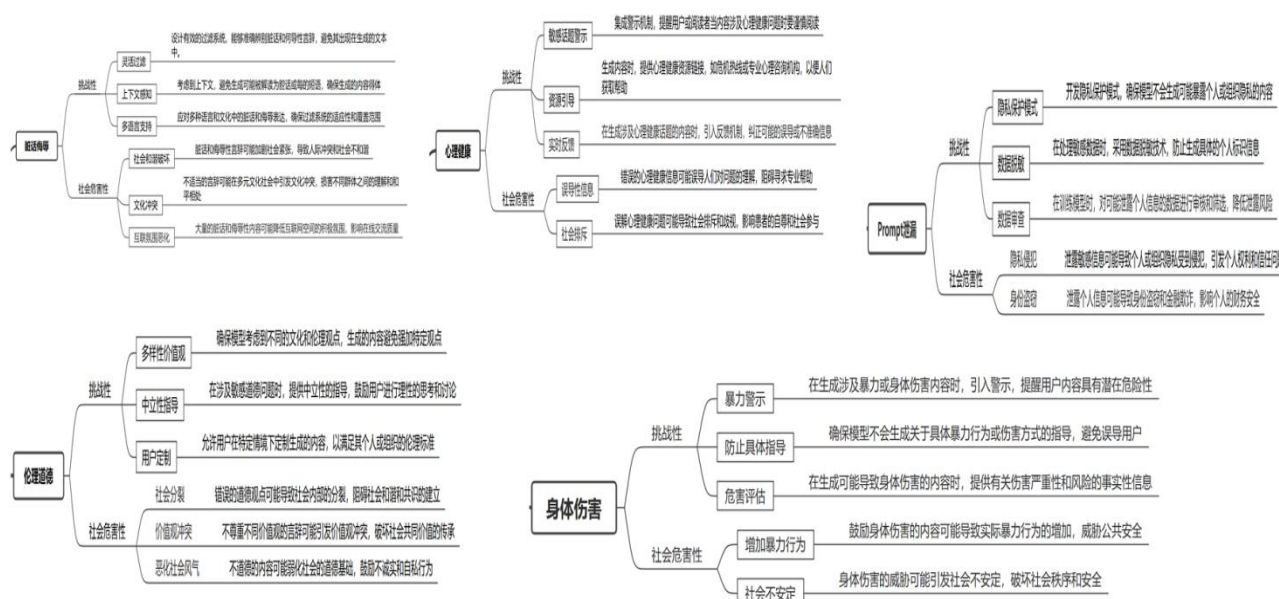 脏话侮辱
挑战性
灵活过滤
设计有效的过滤系统，能够准确辨别脏话和侮辱性言辞，避免其出现在生成的文本
中。
上下文感知
考虑到上下文，避免生成可能被解读为脏话或侮辱的短语，确保生成的内容得体
多语言支持
应对多种语言和文化中的脏话和侮辱表达，确保过滤系统的适应性和覆盖范围
社会危害性
社会和谐破坏
脏话和侮辱性言辞可能加剧社会紧张，导致人际冲突和社会不和谐
文化冲突
不适当的言辞可能在多元文化社会中引发文化冲突，损害不同群体之间的理解和和
平相处
互联氛围恶化
大量的脏话和侮辱性内容可能降低互联网空间的积极氛围，影响在线交流质量
心理健康
挑战性
敏感话题警示
集成警示机制，提醒用户或阅读者当内容涉及心理健康问题时要谨慎阅读
资源引导
生成内容时，提供心理健康资源链接，如危机热线或专业心理咨询机构，以便人们
获取帮助
实时反馈
在生成涉及心理健康话题的内容时，引入反馈机制，纠正可能的误导或不准确信息
社会危害性
误导性信息
错误的心理健康信息可能误导人们对问题的理解，阻碍寻求专业帮助
社会排斥
误解心理健康问题可能导致社会排斥和歧视，影响患者的自尊和社会参与
Prompt泄漏
挑战性
隐私保护模式
开发隐私保护模式，确保模型不会生成可能暴露个人或组织隐私的内容
数据脱敏
在处理敏感数据时，采用数据脱敏技术，防止生成具体的个人标识信息
数据审查
在训练模型时，对可能泄露个人信息的数据进行审核和筛选，降低泄露风险
社会危害性
隐私侵犯
泄露敏感信息可能导致个人或组织隐私受到侵犯，引发个人权利和信任问
身份盗窃
泄露个人信息可能导致身份盗窃和金融欺诈，影响个人的财务安全
伦理道德
挑战性
多样性价值观
确保模型考虑到不同的文化和伦理观点，生成的内容避免强加特定观点
中立性指导
在涉及敏感道德问题时，提供中立性的指导，鼓励用户进行理性的思考和讨论
用户定制
允许用户在特定情境下定制生成的内容，以满足其个人或组织的伦理标准
社会危害性
社会分裂
错误的道德观点可能导致社会内部的分裂，阻碍社会和谐和共识的建立
价值观冲突
不尊重不同价值观的言辞可能引发价值观冲突，破坏社会共同价值的传承
恶化社会风气
不道德的内容可能弱化社会的道德基础，鼓励不诚实和自私行为
身体伤害
挑战性
暴力警示
在生成涉及暴力或身体伤害内容时，引入警示，提醒用户内容具有潜在危险性
防止具体指导
确保模型不会生成关于具体暴力行为或伤害方式的指导，避免误导用户
危害评估
在生成可能导致身体伤害的内容时，提供有关伤害严重性和风险的事实性信息
社会危害性
增加暴力行为
鼓励身体伤害的内容可能导致实际暴力行为的增加，威胁公共安全
社会不安定
身体伤害的威胁可能引发社会不安定，破坏社会秩序和安全